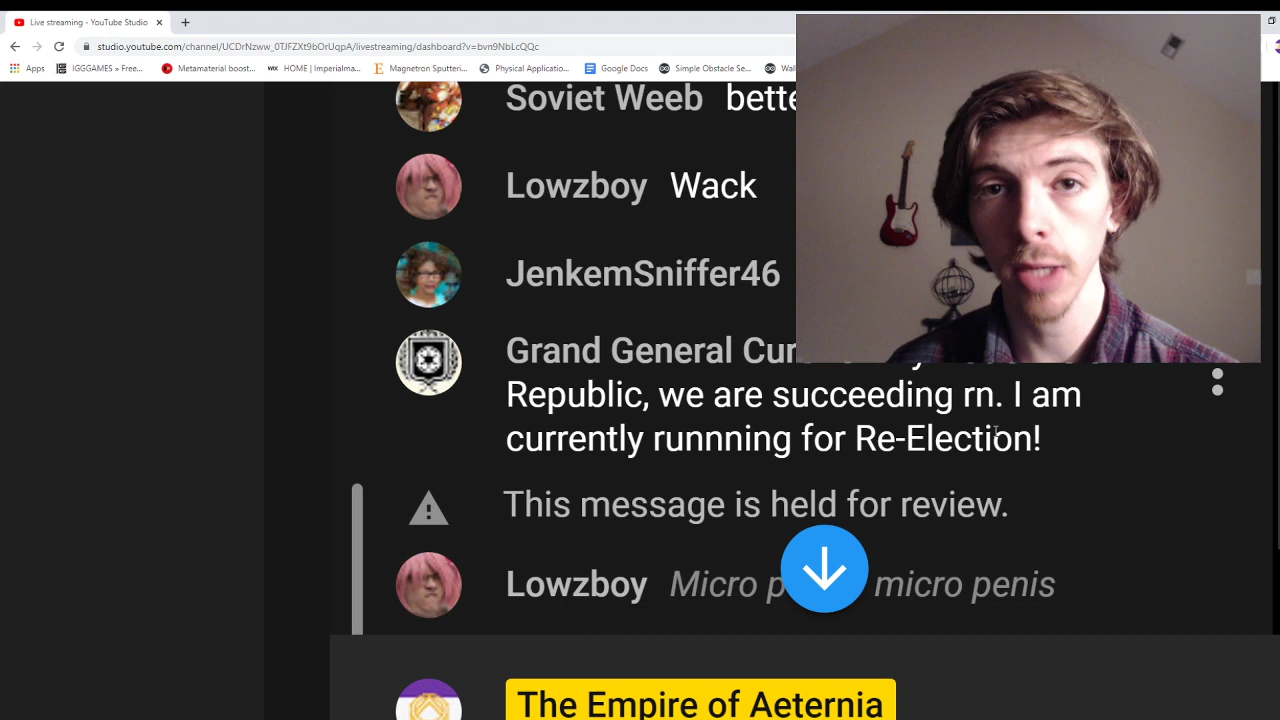 Live streaming - YouTube Studio
studio.youtube.com/channel/UCDrNzww_0TJFZXt9bOrUqpA/livestreaming/dashboard?v=bvn9NbLcQQc
Apps IGGGAMES » Free... Metamaterial boost... WIX HOME | Imperialma... Magnetron Sputteri... Physical Applicatio... Google Docs Simple Obstacle Se... Wal
Soviet Weeb bette
Lowzboy Wack
JenkemSniffer46
Grand General Cur
Republic, we are succeeding rn. I am
currently runnning for Re-Election!
This message is held for review.
Lowzboy Micro p micro penis
The Empire of Aeternia